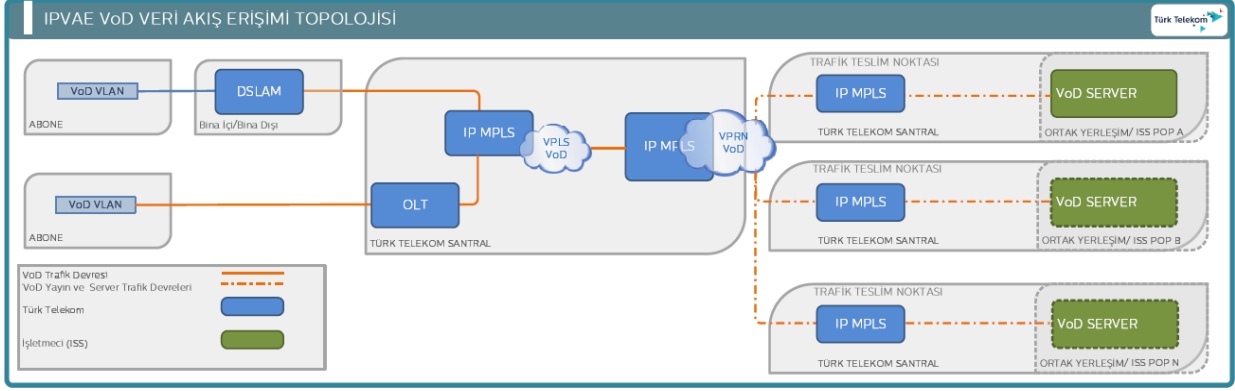 IPVAE VoD VERİ AKIŞ ERİŞİMİ TOPOLOJİSİ
Türk Telekom
VoD VLAN
ABONE
DSLAM
Bina İçi/Bina Dışı
VoD VLAN
ABONE
IP MPLS
VPLS
VoD
OLT
IP MPLS
VPRN
VoD
TÜRK TELEKOM SANTRAL
TRAFİK TESLİM NOKTASI
IP MPLS
TÜRK TELEKOM SANTRAL
VoD SERVER
ORTAK YERLEŞİM/ ISS POP A
TRAFİK TESLİM NOKTASI
IP MPLS
TÜRK TELEKOM SANTRAL
VoD SERVER
ORTAK YERLEŞİM/ ISS POP B
TRAFİK TESLİM NOKTASI
IP MPLS
TÜRK TELEKOM SANTRAL
VoD SERVER
ORTAK YERLEŞİM/ ISS POP N
VoD Trafik Devresi
VoD Yayın ve Server Trafik Devreleri
Türk Telekom
İşletmeci (ISS)